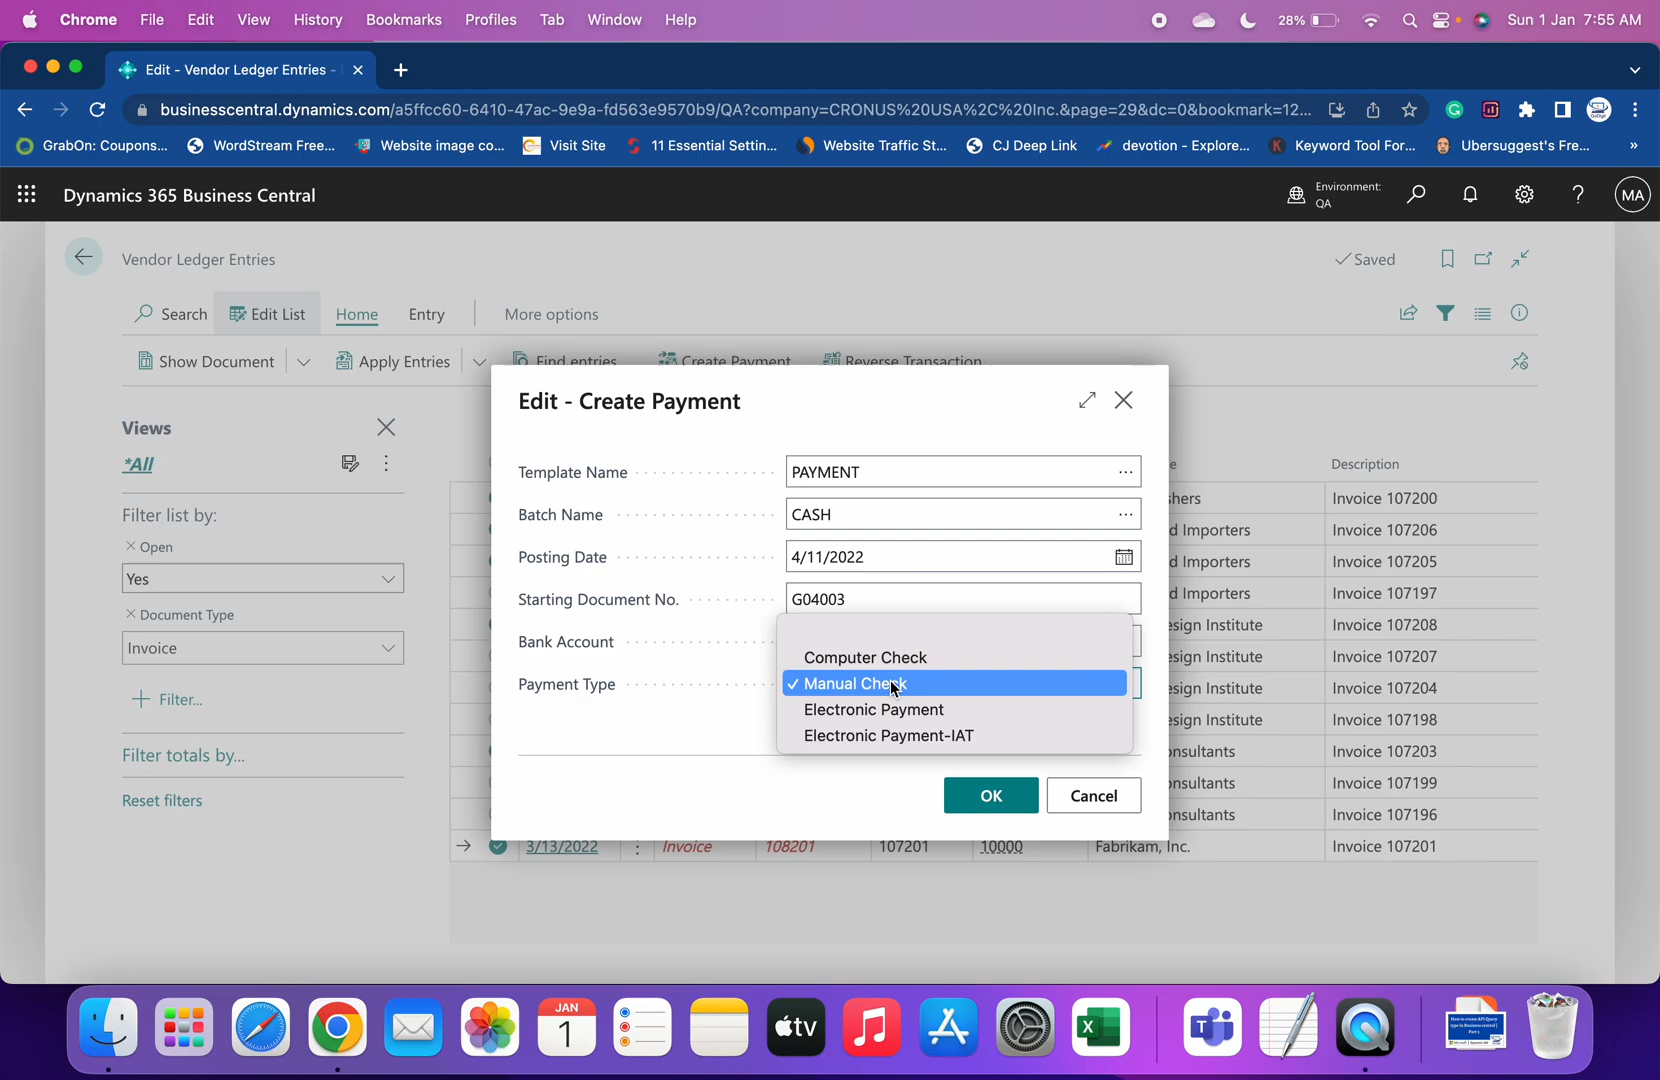 Chrome File Edit View History Bookmarks Profiles Tab Window Help 28% Sun 1 Jan 7:55 AM
Edit - Vendor Ledger Entries -
businesscentral.dynamics.com/a5ffcc60-6410-47ac-9e9a-fd563e9570b9/QA?company=CRONUS%20USA%2C%20Inc.&page=29&dc=0&bookmark=12...
GrabOn: Coupons... WordStream Free... Website image co... Visit Site 11 Essential Settin... Website Traffic St... CJ Deep Link devotion - Explore... Keyword Tool For... Ubersuggest's Fre... »
Dynamics 365 Business Central Environment: MA
QA
Vendor Ledger Entries Saved
Search Edit List Home Entry More options
Show Document Apply Entries Find entries Create Payment Reverse Transaction
Edit - Create Payment
Views
*All
Description
Template Name PAYMENT
Filter list by:
Invoice 107200
Batch Name CASH
d Importers Invoice 107206
Open
Posting Date 4/11/2022
d Importers Invoice 107205
Yes
Starting Document No. G04003
d Importers Invoice 107197
Document Type
esign Institute Invoice 107208
Bank Account
Invoice
Computer Check
esign Institute Invoice 107207
Payment Type Manual Check
esign Institute Invoice 107204
Filter...
Electronic Payment
esign Institute Invoice 107198
Electronic Payment-IAT
onsultants Invoice 107203
Filter totals by...
onsultants Invoice 107199
Reset filters
OK Cancel
onsultants Invoice 107196
3/13/2022 Invoice 108201 107201 10000 Fabrikam, Inc. Invoice 107201
JAN
1
tv